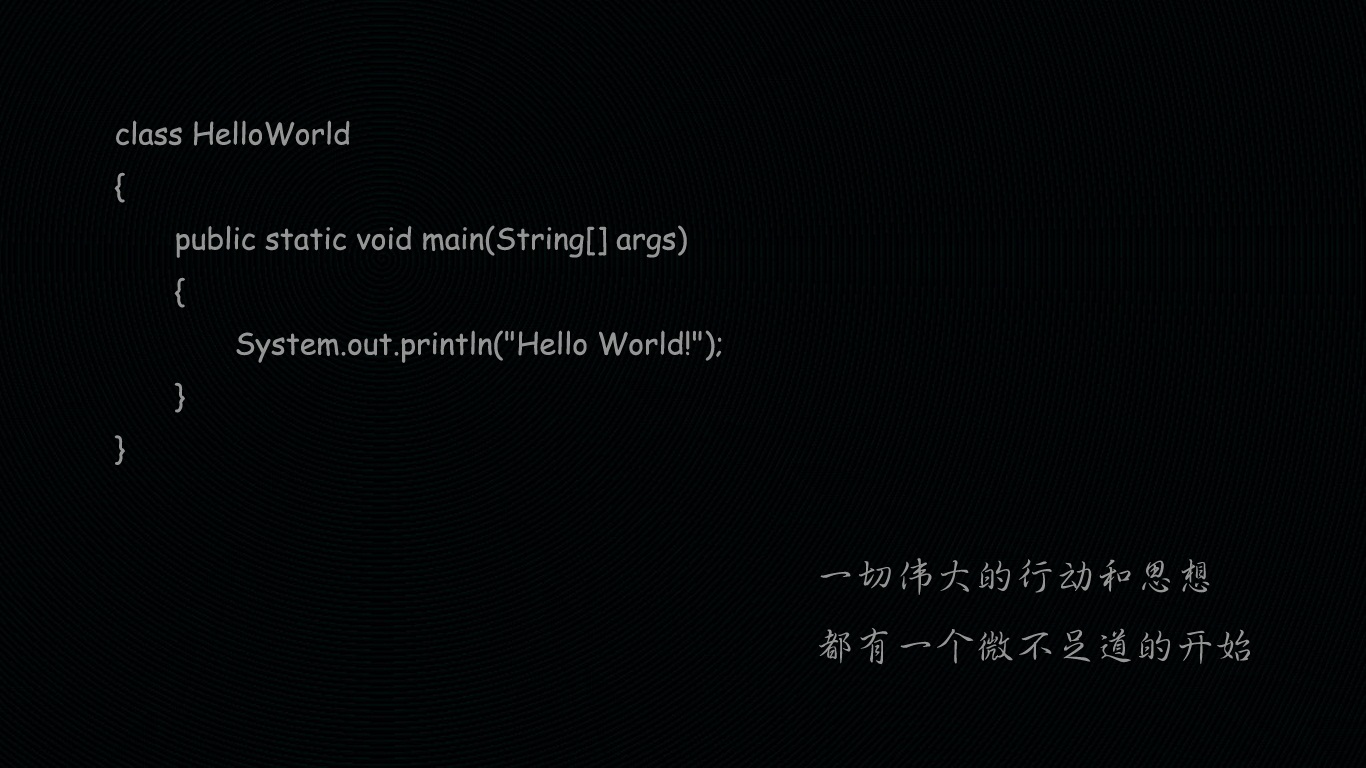 class HelloWorld
{
public static void main(String[] args)
{
System.out.println("Hello World!");
}
}
一切伟大的行动和思想
都有一个微不足道的开始